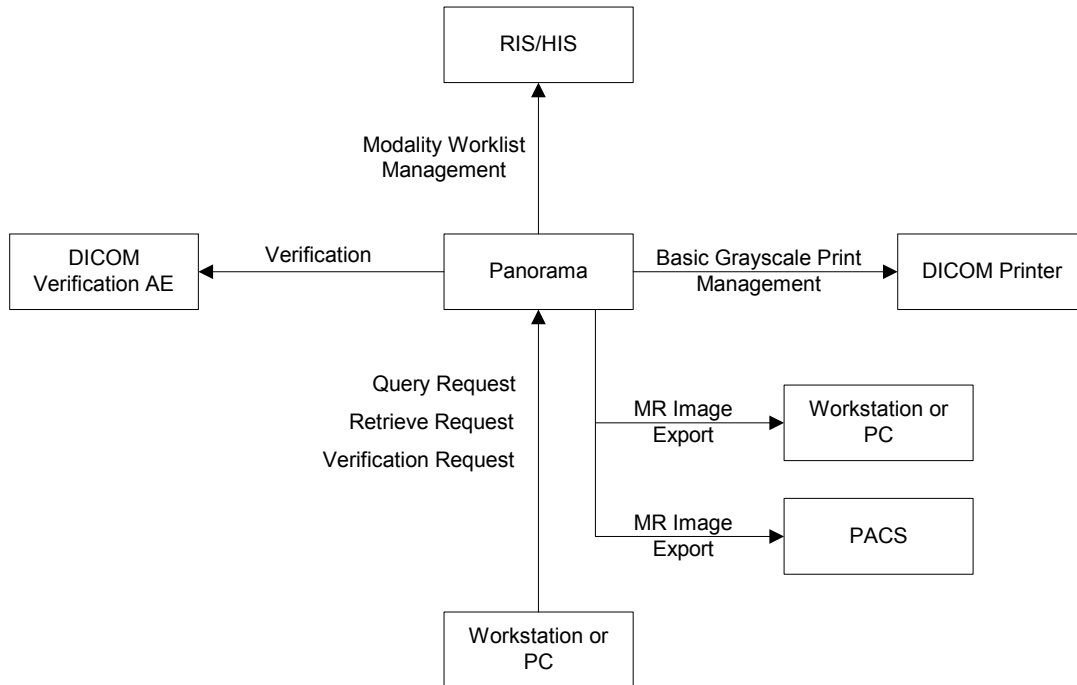 RIS/HIS
Modality Worklist
Management
DICOM
Verification AE
Verification
Panorama
Basic Grayscale Print
Management
DICOM Printer
Query Request
Retrieve Request
Verification Request
MR Image
Export
Workstation or
PC
MR Image
Export
PACS
Workstation or
PC